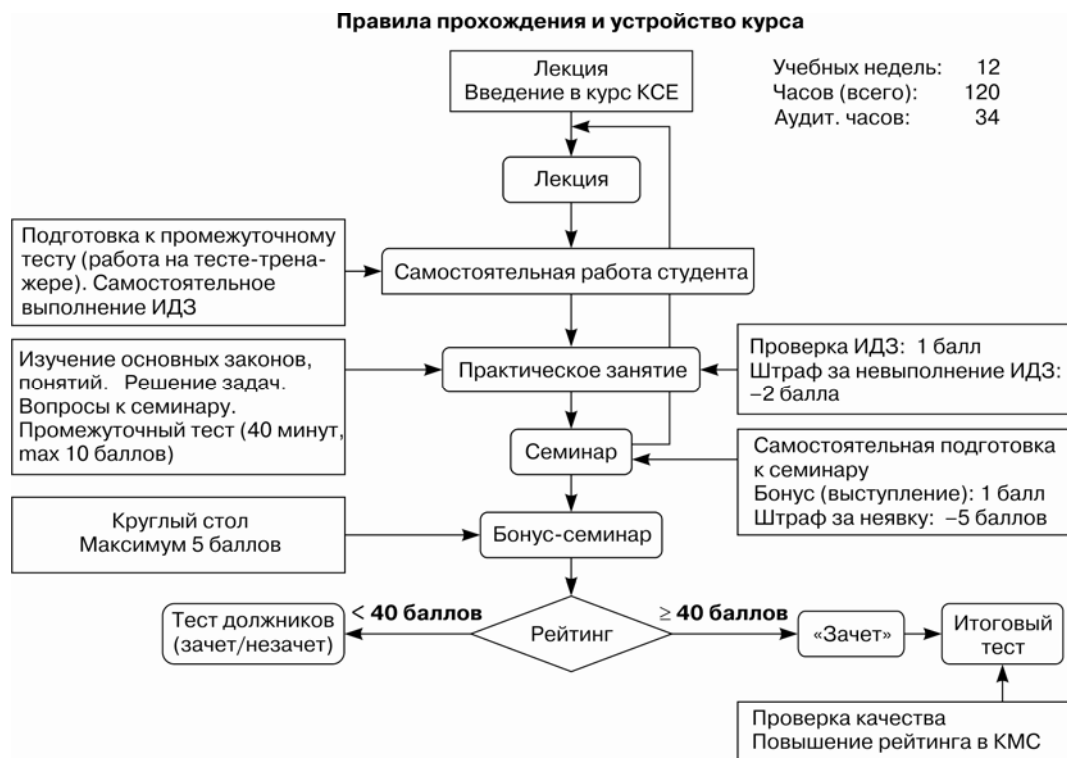 Правила прохождения и устройство курса
Лекция
Введение в курс КСЕ
Учебных недель: 12
Часов (всего): 120
Аудит. часов: 34
Лекция
Подготовка к промежуточному
тесту (работа на тесте-трена-
жере). Самостоятельное
выполнение ИДЗ
Самостоятельная работа студента
Изучение основных законов,
понятий. Решение задач.
Вопросы к семинару.
Промежуточный тест (40 минут,
max 10 баллов)
Практическое занятие
Проверка ИДЗ: 1 балл
Штраф за невыполнение ИДЗ:
–2 балла
Семинар
Самостоятельная подготовка
к семинару
Бонус (выступление): 1 балл
Штраф за неявку: –5 баллов
Круглый стол
Максимум 5 баллов
Бонус-семинар
Тест должников
(зачет/незачет)
< 40 баллов
Рейтинг
≥ 40 баллов
«Зачет»
Итоговый
тест
Проверка качества
Повышение рейтинга в КМС